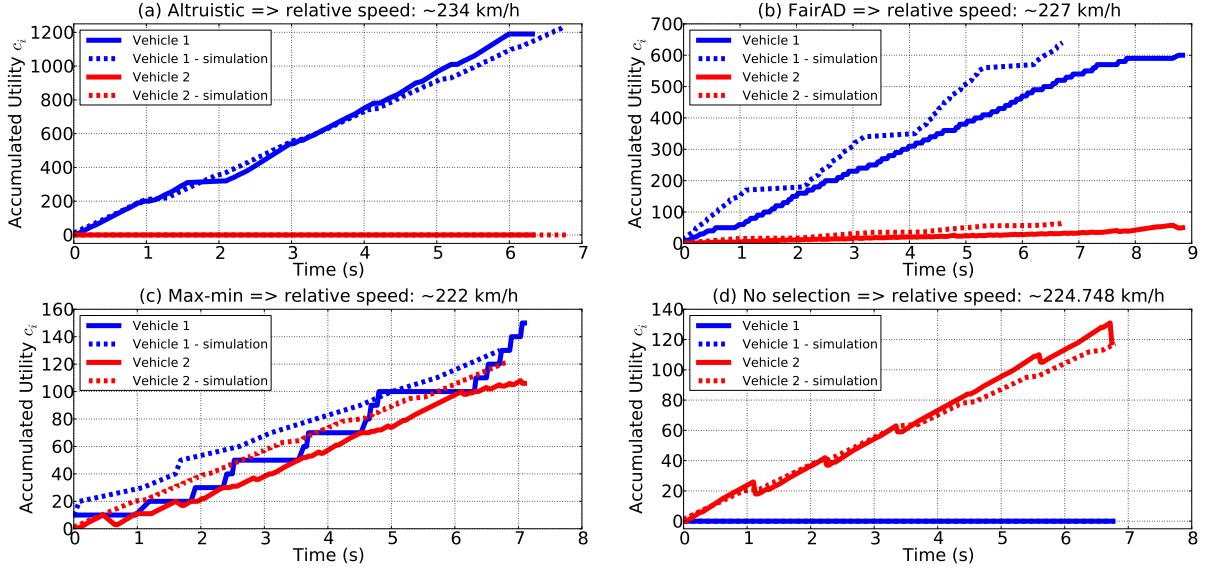 (a) Altruistic => relative speed: ~234 km/h
1200
1000
800
600
400
200
0
Accumulated Utility c_i
Vehicle 1
Vehicle 1 - simulation
Vehicle 2
Vehicle 2 - simulation
0 1 2 3 4 5 6 7
Time (s)
(b) FairAD => relative speed: ~227 km/h
700
600
500
400
300
200
100
0
Accumulated Utility c_i
Vehicle 1
Vehicle 1 - simulation
Vehicle 2
Vehicle 2 - simulation
0 1 2 3 4 5 6 7 8 9
Time (s)
(c) Max-min => relative speed: ~222 km/h
160
140
120
100
80
60
40
20
0
Accumulated Utility c_i
Vehicle 1
Vehicle 1 - simulation
Vehicle 2
Vehicle 2 - simulation
0 1 2 3 4 5 6 7 8
Time (s)
(d) No selection => relative speed: ~224.748 km/h
140
120
100
80
60
40
20
0
Accumulated Utility c_i
Vehicle 1
Vehicle 1 - simulation
Vehicle 2
Vehicle 2 - simulation
0 1 2 3 4 5 6 7 8
Time (s)